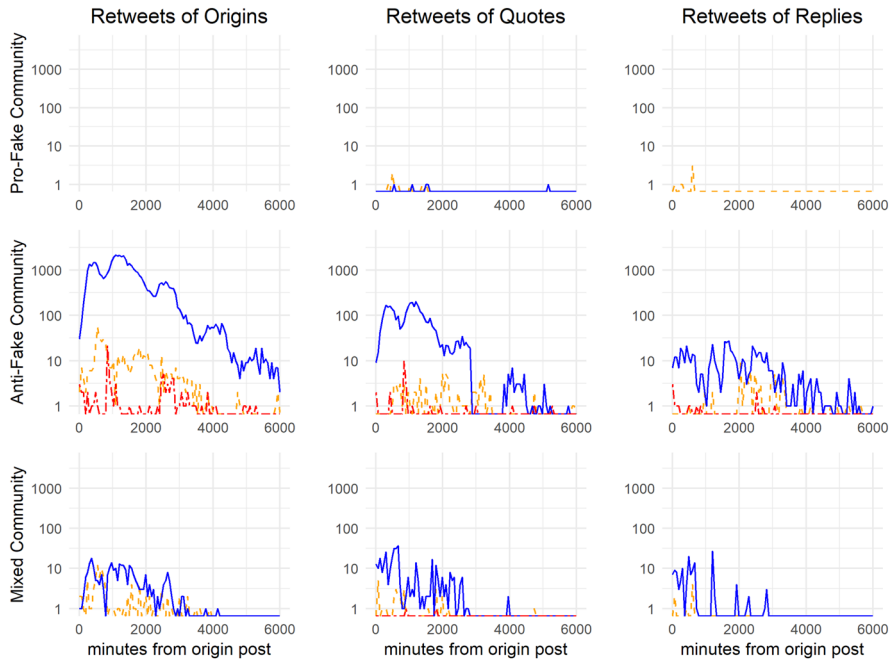 Retweets of Origins Retweets of Quotes Retweets of Replies
Pro-Fake Community
1000 1000 1000
100 100 100
10 10 10
1 1 1
0 2000 4000 6000 0 2000 4000 6000 0 2000 4000 6000
Anti-Fake Community
1000 1000 1000
100 100 100
10 10 10
1 1 1
0 2000 4000 6000 0 2000 4000 6000 0 2000 4000 6000
Mixed Community
1000 1000 1000
100 100 100
10 10 10
1 1 1
0 2000 4000 6000 0 2000 4000 6000 0 2000 4000 6000
minutes from origin post minutes from origin post minutes from origin post